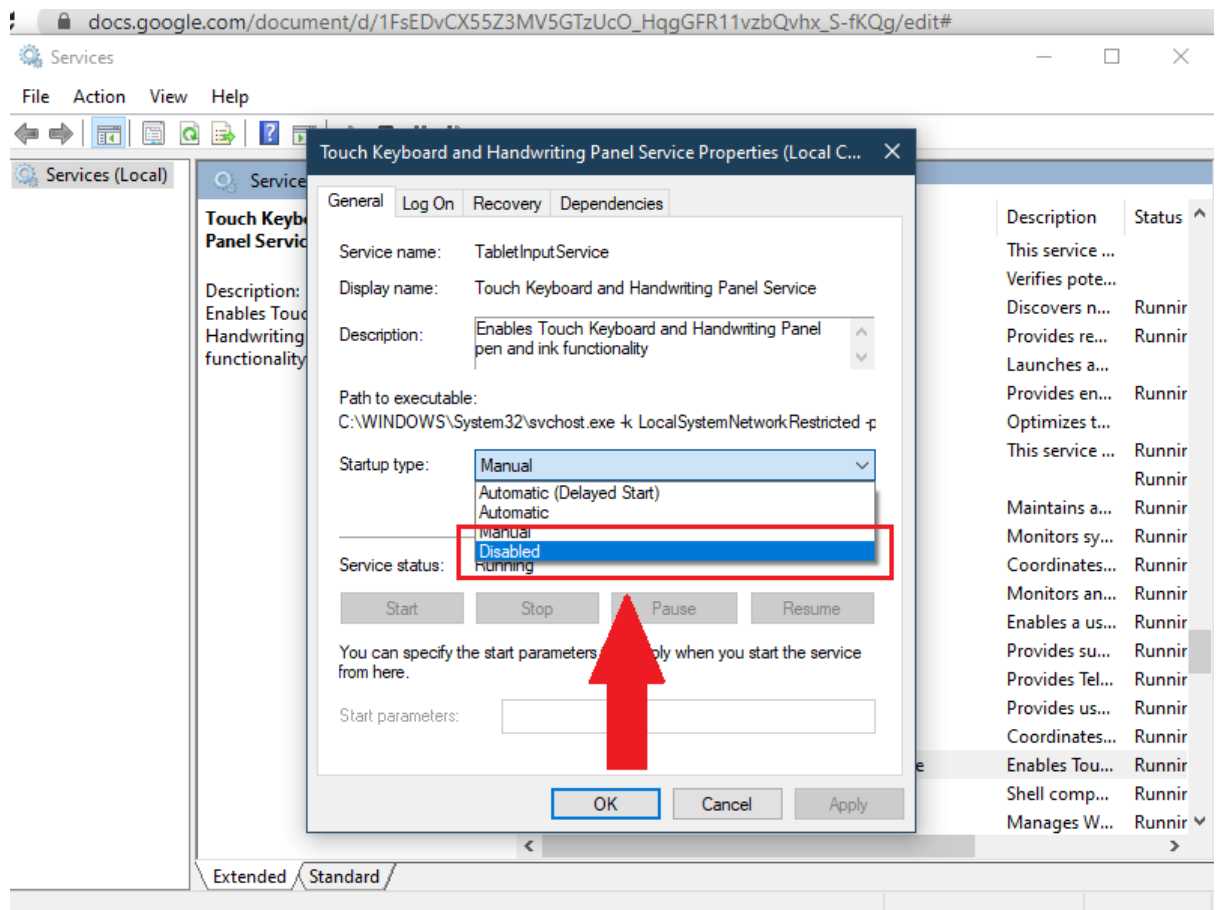 docs.google.com/document/d/1FsEDvCX55Z3MV5GTzUcO_HqgGFR11vzbQvhx_S-fKQg/edit#
Services
File Action View Help
Services (Local)
Service
Touch Keyb
Panel Servic
Description:
Enables Touc
Handwriting
functionality
Touch Keyboard and Handwriting Panel Service Properties (Local C...
General Log On Recovery Dependencies
Service name: TabletInputService
Display name: Touch Keyboard and Handwriting Panel Service
Description: Enables Touch Keyboard and Handwriting Panel
pen and ink functionality
Path to executable:
C:\WINDOWS\System32\svchost.exe -k LocalSystemNetworkRestricted -p
Startup type: Manual
Automatic (Delayed Start)
Automatic
Manual
Disabled
Service status: Running
Start Stop Pause Resume
You can specify the start parameters ply when you start the service
from here.
Start parameters:
OK Cancel Apply
Description Status
This service ...
Verifies pote...
Discovers n... Runnir
Provides re... Runnir
Launches a...
Provides en... Runnir
Optimizes t...
This service ... Runnir
Runnir
Maintains a... Runnir
Monitors sy... Runnir
Coordinates... Runnir
Monitors an... Runnir
Enables a us... Runnir
Provides su... Runnir
Provides Tel... Runnir
Provides us... Runnir
Coordinates... Runnir
e Enables Tou... Runnir
Shell comp... Runnir
Manages W... Runnir
Extended Standard